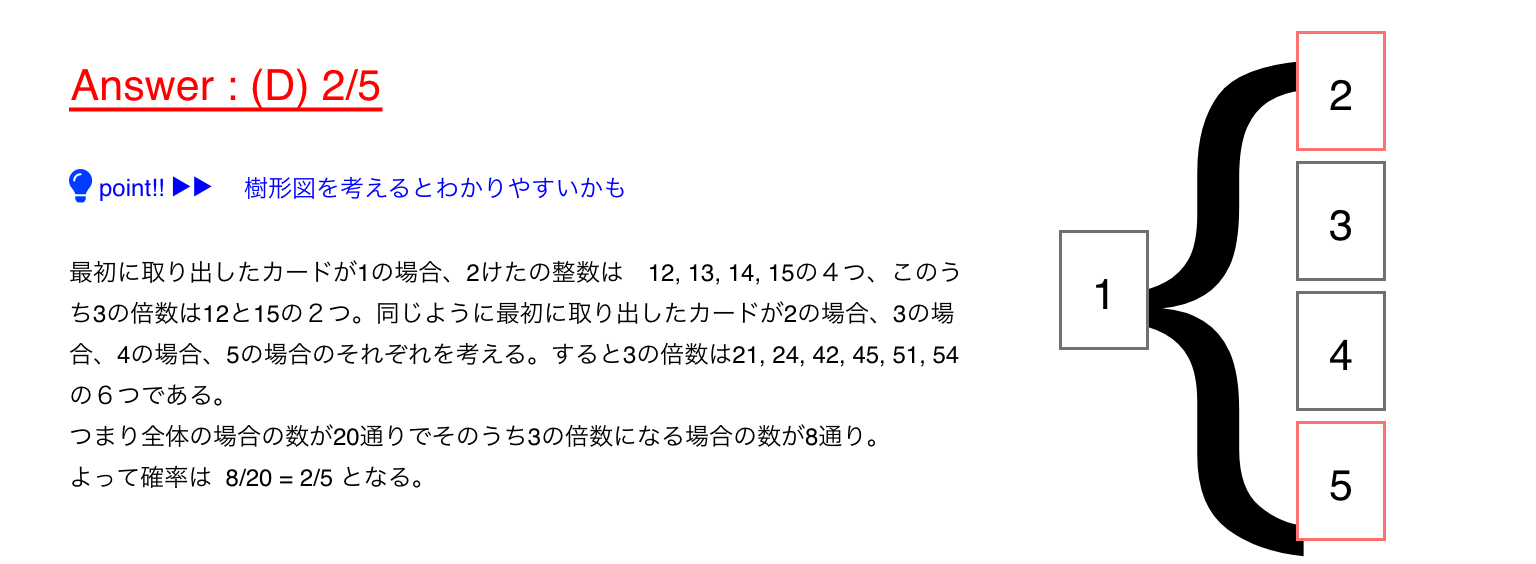 Answer : (D) 2/5
point!! ▶▶ 樹形図を考えるとわかりやすいかも
最初に取り出したカードが1の場合、2けたの整数は 12, 13, 14, 15の４つ、このう
ち3の倍数は12と15の２つ。同じように最初に取り出したカードが2の場合、3の場
合、4の場合、5の場合のそれぞれを考える。すると3の倍数は21, 24, 42, 45, 51, 54
の６つである。
つまり全体の場合の数が20通りでそのうち3の倍数になる場合の数が8通り。
よって確率は 8/20 = 2/5 となる。
1
2
3
4
5